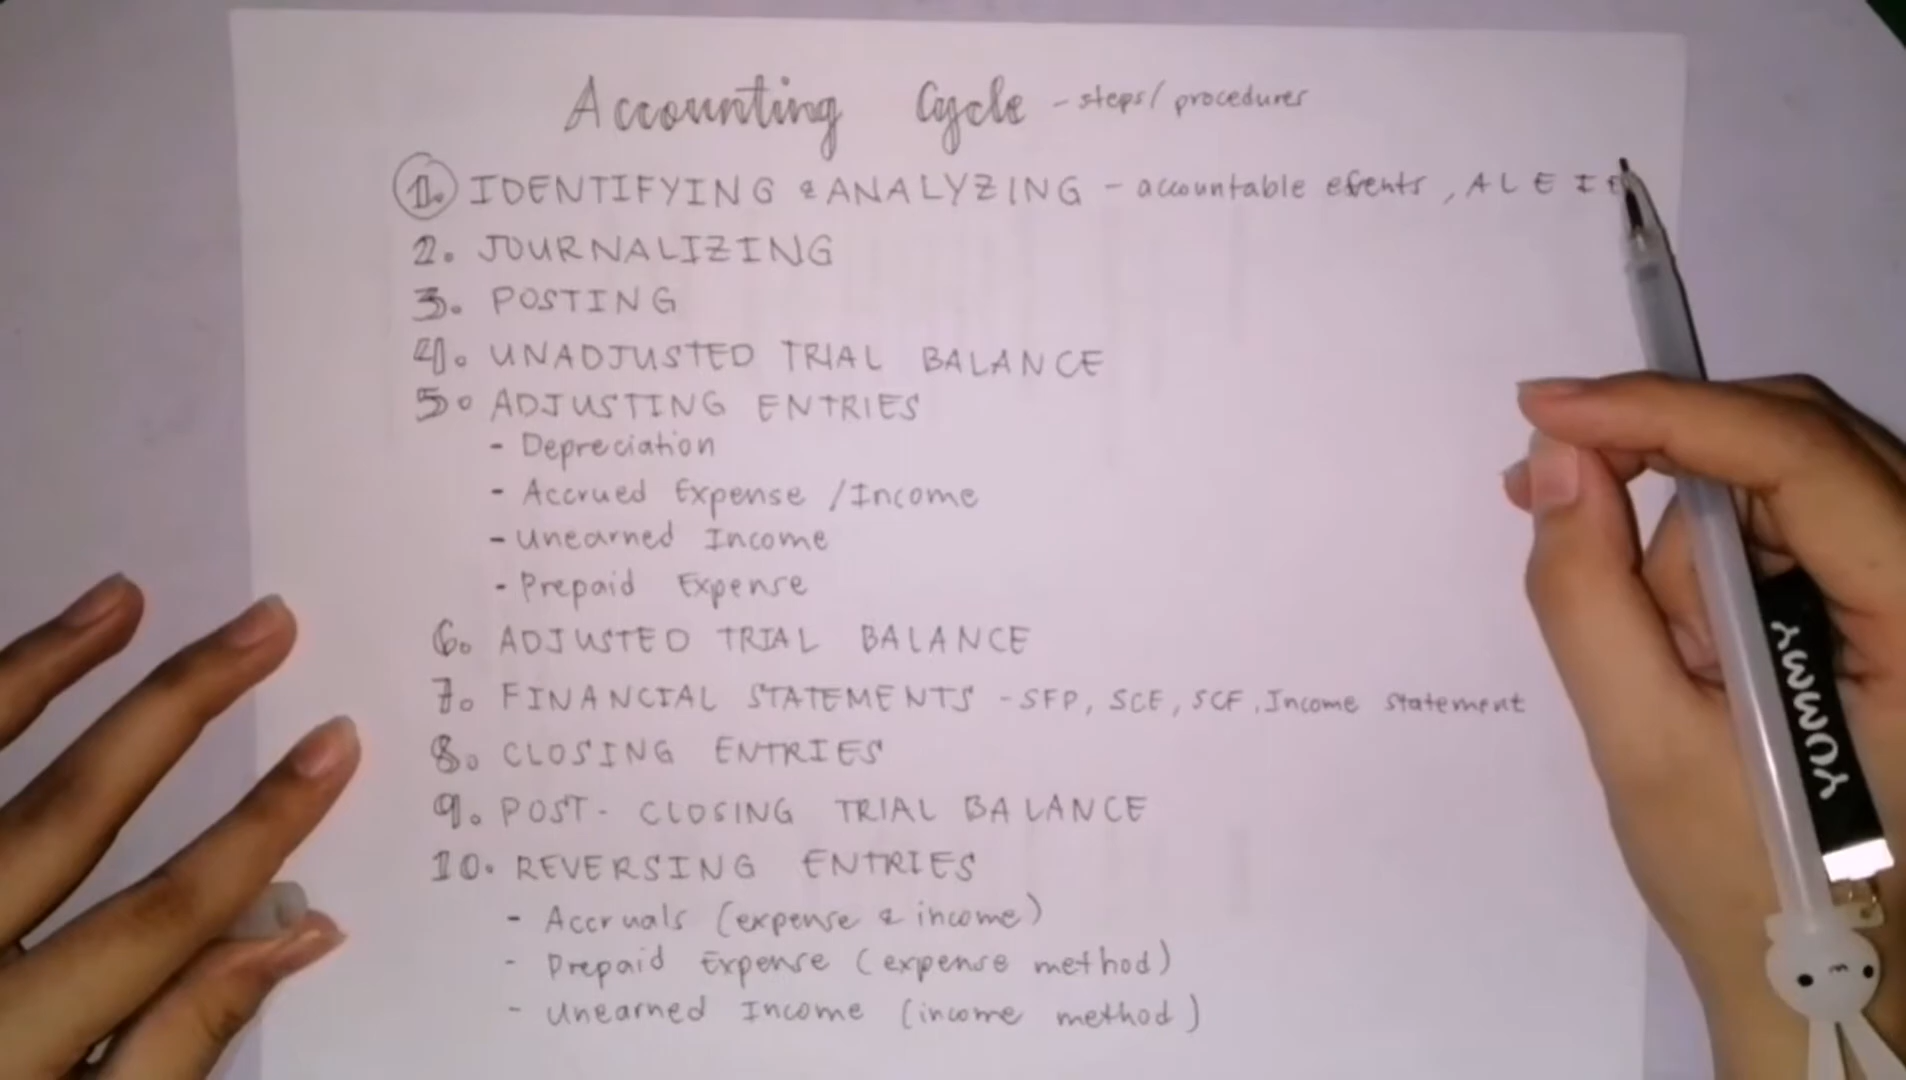 Accounting Cycle - steps/procedures
1. IDENTIFYING & ANALYZING - accountable events, A L E I E
2. JOURNALIZING
3. POSTING
4. UNADJUSTED TRIAL BALANCE
5. ADJUSTING ENTRIES
- Depreciation
- Accrued Expense /Income
- Unearned Income
- Prepaid Expense
6. ADJUSTED TRIAL BALANCE
7. FINANCIAL STATEMENTS - SFP, SCE, SCF, Income Statement
8. CLOSING ENTRIES
9. POST-CLOSING TRIAL BALANCE
10. REVERSING ENTRIES
- Accruals (expense & income)
- Prepaid Expense (expense method)
- Unearned Income (income method)
YUMMY